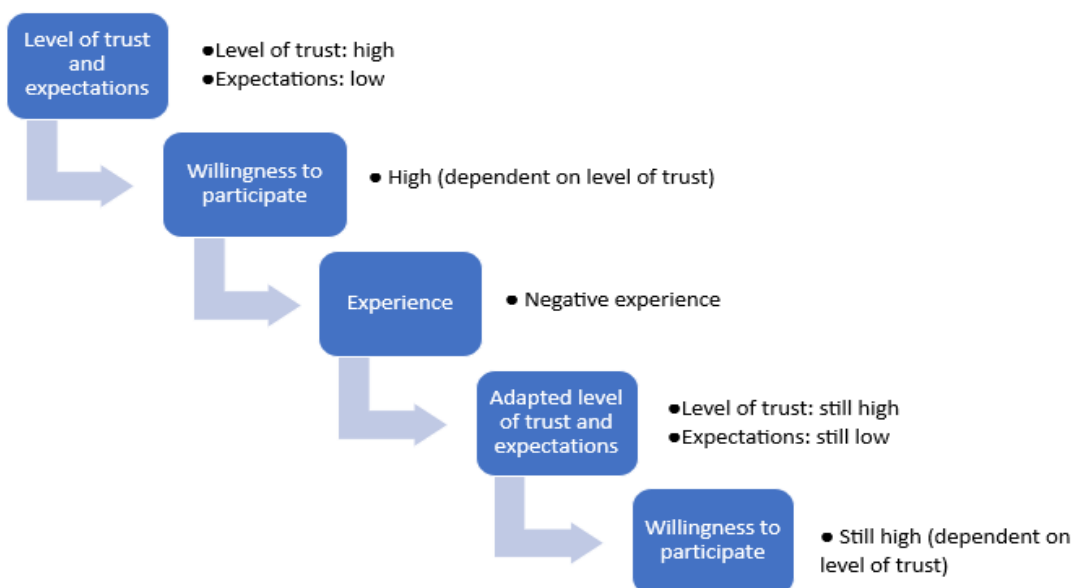 Level of trust
and
expectations
●Level of trust: high
●Expectations: low
Willingness to
participate
● High (dependent on level of trust)
Experience
● Negative experience
Adapted level
of trust and
expectations
●Level of trust: still high
●Expectations: still low
Willingness to
participate
● Still high (dependent on
level of trust)